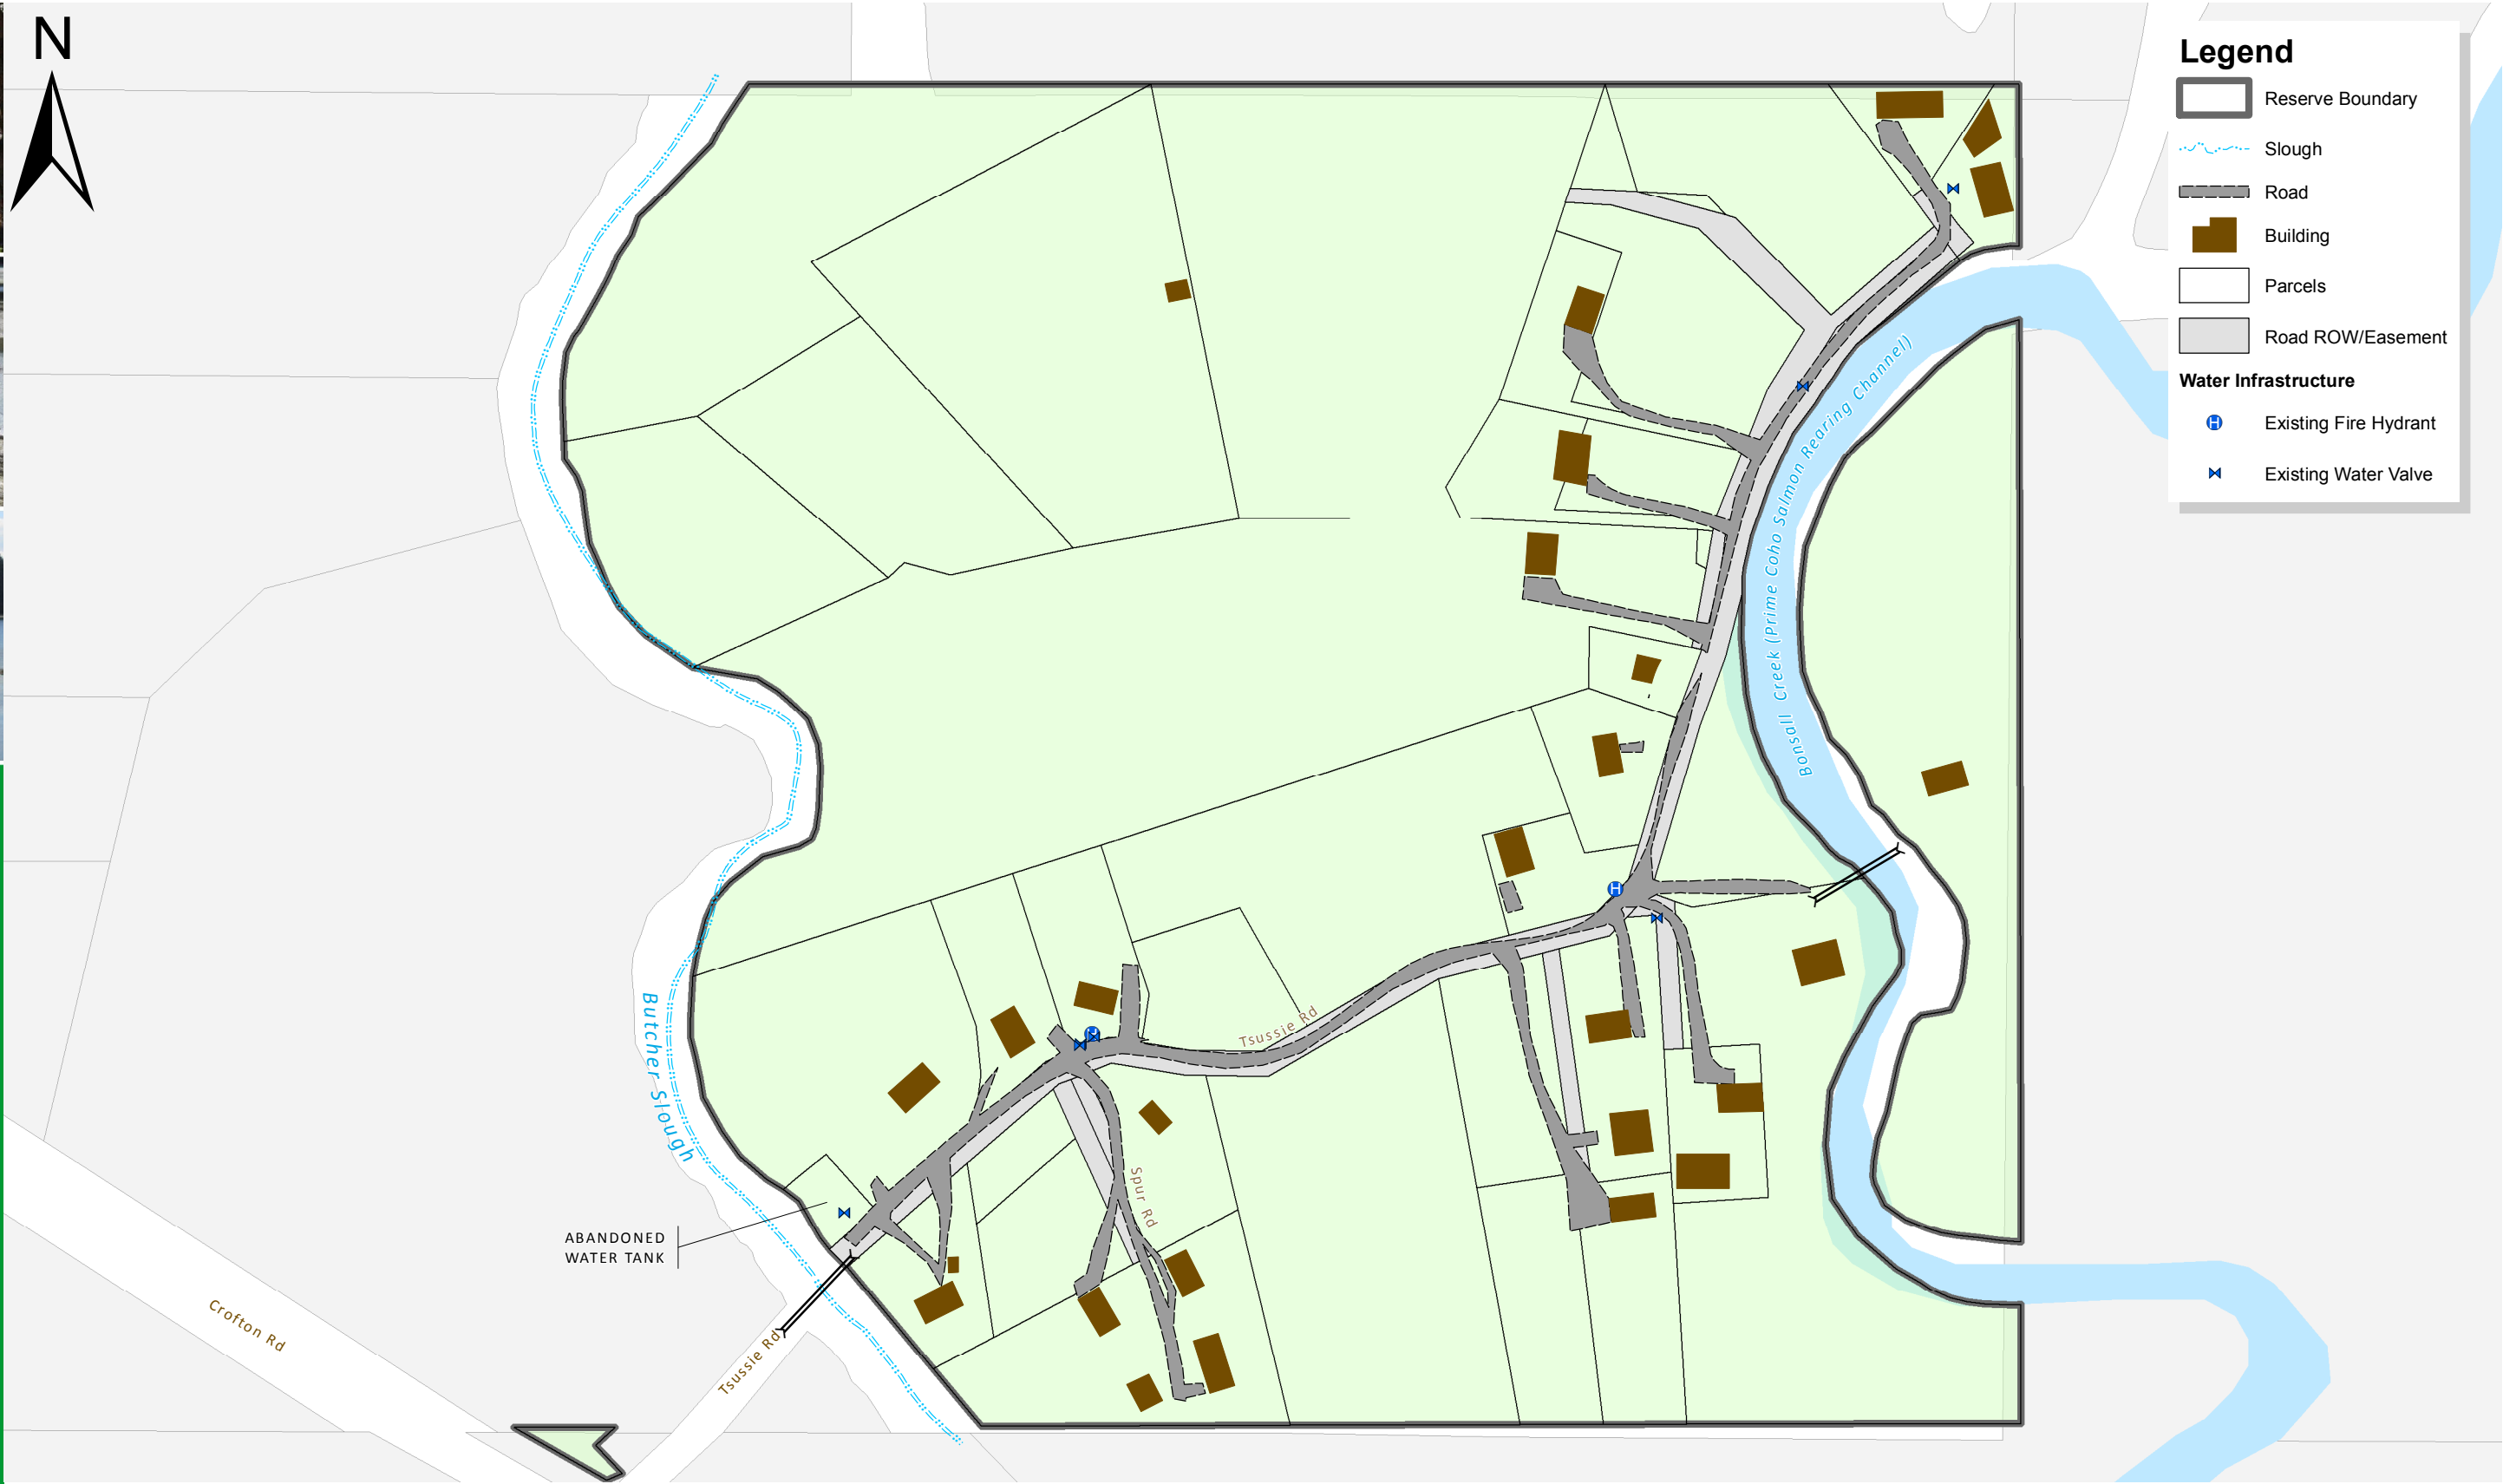 N
Legend
Reserve Boundary
Slough
Road
Building
Parcels
Road ROW/Easement
Water Infrastructure
H Existing Fire Hydrant
Existing Water Valve
Bonsall Creek (Prime Coho Salmon Rearing Channel)
H
Tsussie Rd
Butcher Slough
Spur Rd
ABANDONED
WATER TANK
Crofton Rd
Tsussie Rd